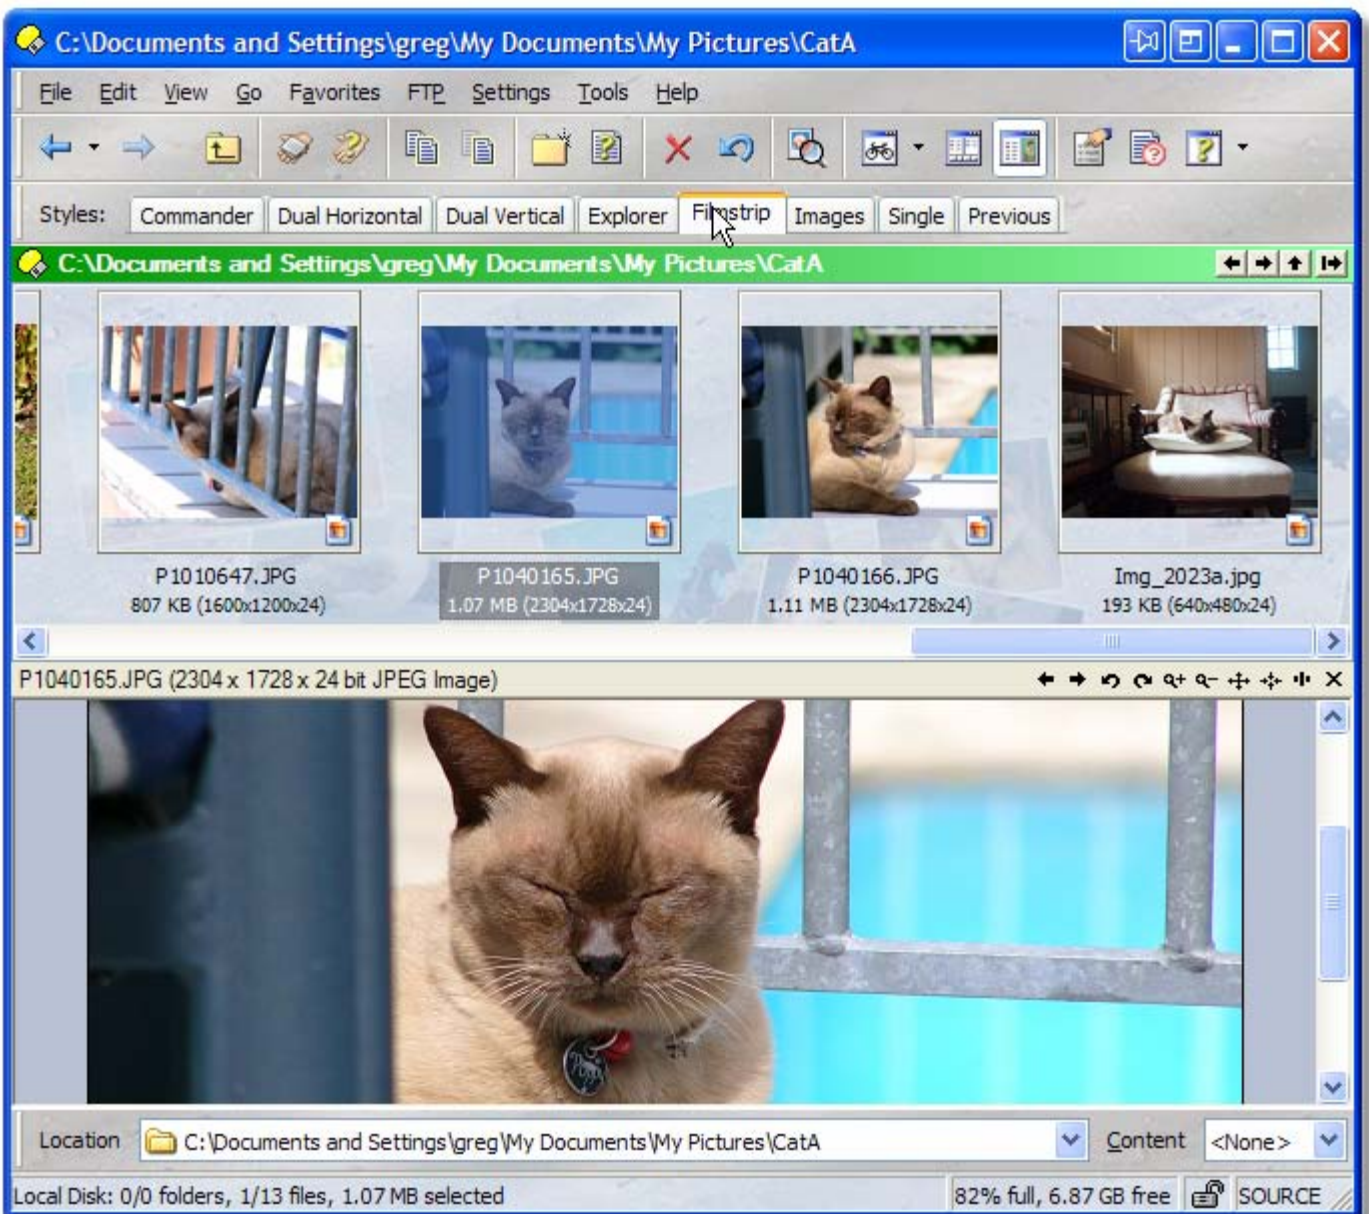 C:\Documents and Settings\greg\My Documents\My Pictures\CatA
File Edit View Go Favorites FTP Settings Tools Help
Styles: Commander Dual Horizontal Dual Vertical Explorer Filmstrip Images Single Previous
C:\Documents and Settings\greg\My Documents\My Pictures\CatA
P1010647.JPG P1040165.JPG P1040166.JPG Img_2023a.jpg
807 KB (1600x1200x24) 1.07 MB (2304x1728x24) 1.11 MB (2304x1728x24) 193 KB (640x480x24)
P1040165.JPG (2304 x 1728 x 24 bit JPEG Image)
Location C:\Documents and Settings\greg\My Documents\My Pictures\CatA Content <None>
Local Disk: 0/0 folders, 1/13 files, 1.07 MB selected 82% full, 6.87 GB free SOURCE